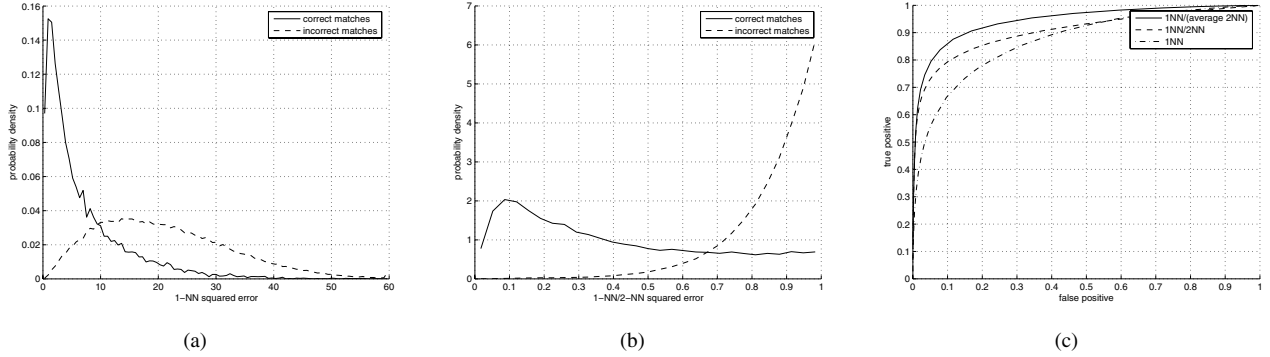 0.16
0.14
0.12
0.1
0.08
0.06
0.04
0.02
0
probability density
0 10 20 30 40 50 60
1−NN squared error
correct matches
incorrect matches
(a)
7
6
5
4
3
2
1
0
probability density
0 0.1 0.2 0.3 0.4 0.5 0.6 0.7 0.8 0.9 1
1−NN/2−NN squared error
correct matches
incorrect matches
(b)
1
0.9
0.8
0.7
0.6
0.5
0.4
0.3
0.2
0.1
0
true positive
0 0.1 0.2 0.3 0.4 0.5 0.6 0.7 0.8 0.9 1
false positive
1NN/(average 2NN)
1NN/2NN
1NN
(c)